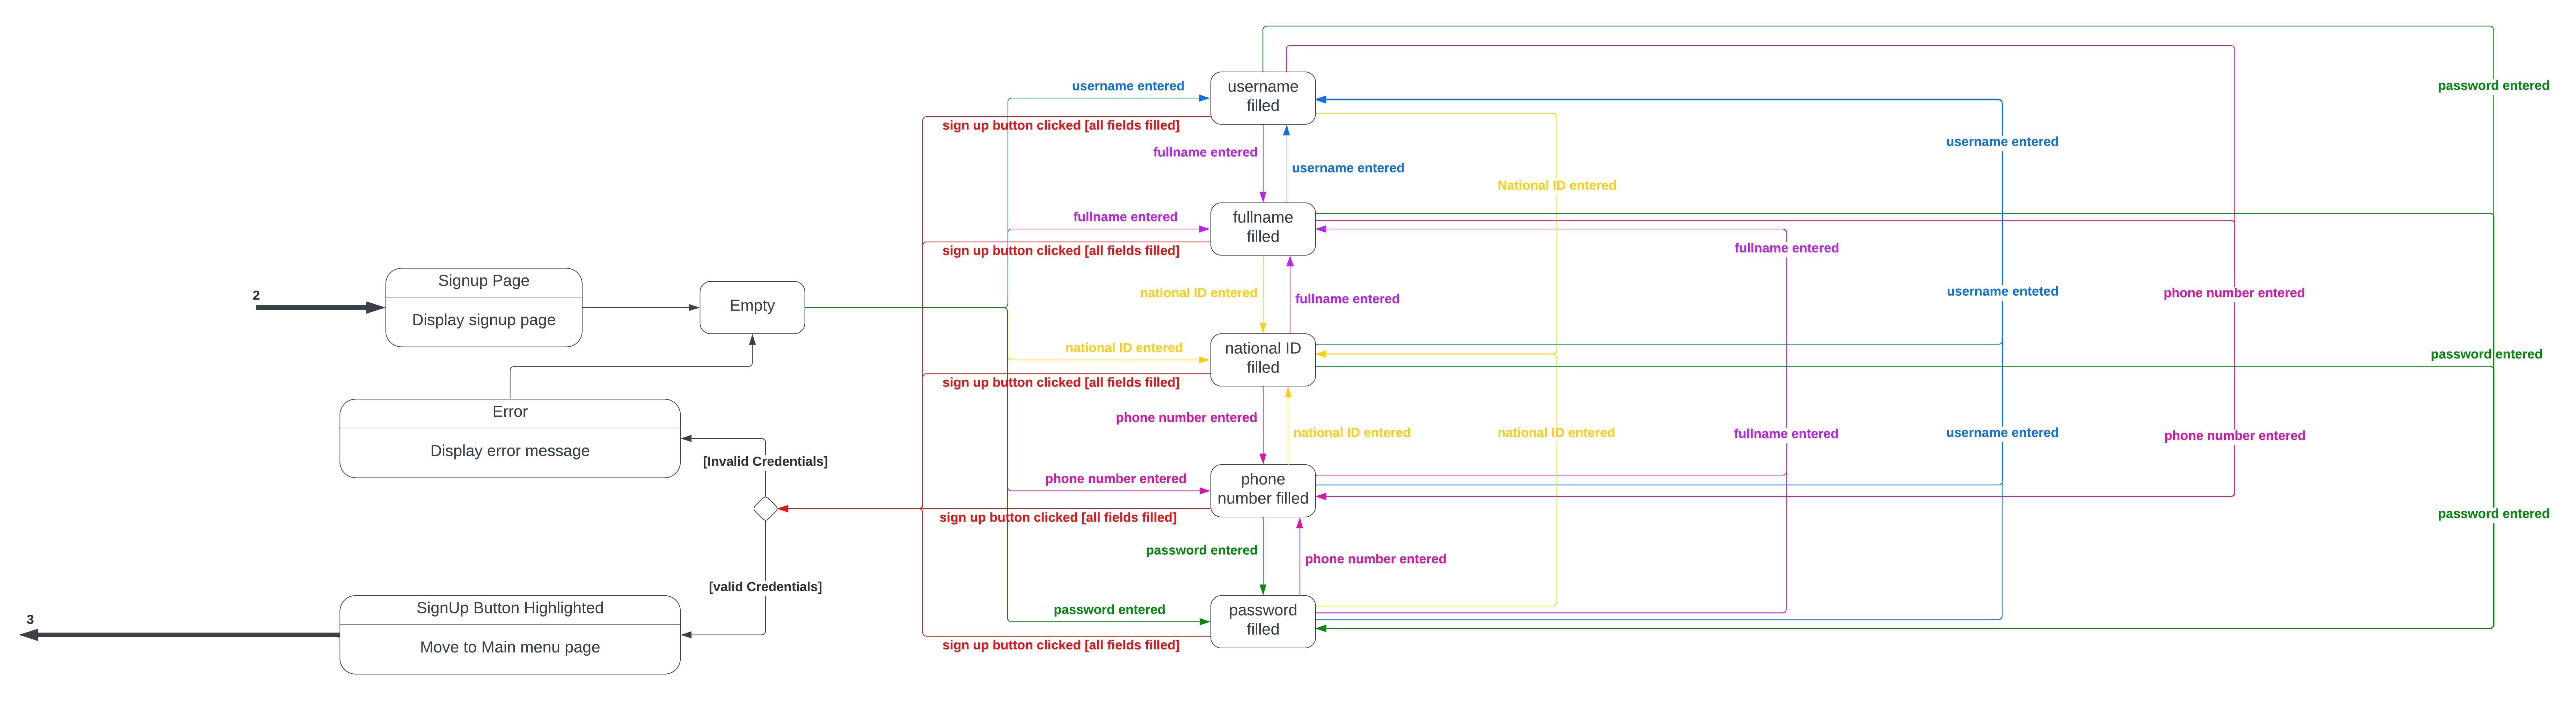 password entered
username entered
username
filled
sign up button clicked [all fields filled]
username entered
fullname entered
username entered
National ID entered
fullname entered
fullname
filled
sign up button clicked [all fields filled]
fullname entered
Signup Page
Display signup page
2
Empty
national ID entered
fullname entered
username enteted
phone number entered
national ID entered
national ID
filled
password entered
sign up button clicked [all fields filled]
Error
Display error message
phone number entered
national ID entered
national ID entered
fullname entered
username entered
phone number entered
[Invalid Credentials]
phone number entered
phone
number filled
sign up button clicked [all fields filled]
password entered
password entered
phone number entered
[valid Credentials]
SignUp Button Highlighted
Move to Main menu page
3
password entered
password
filled
sign up button clicked [all fields filled]